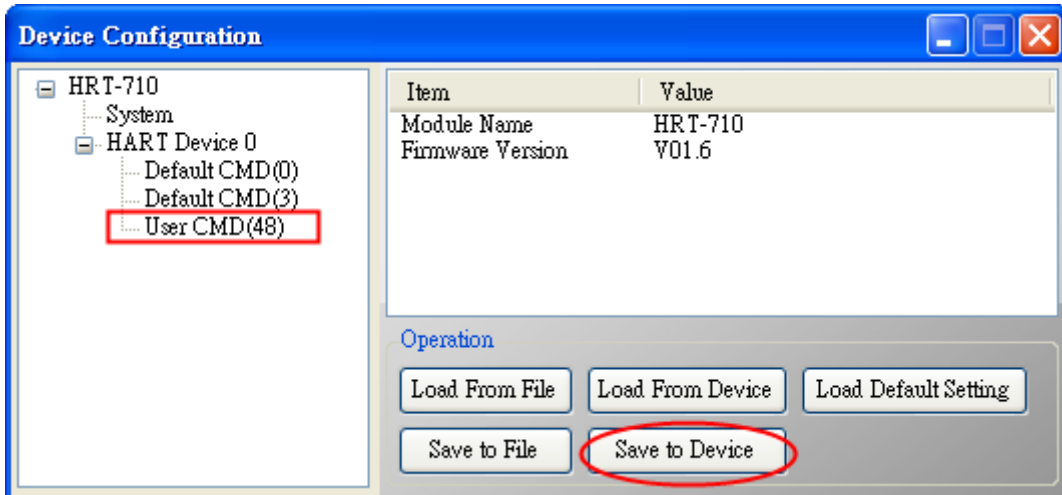 Device Configuration
HRT-710
System
HART Device 0
Default CMD(0)
Default CMD(3)
User CMD(48)
Item Value
Module Name HRT-710
Firmware Version V01.6
Operation
Load From File Load From Device Load Default Setting
Save to File Save to Device